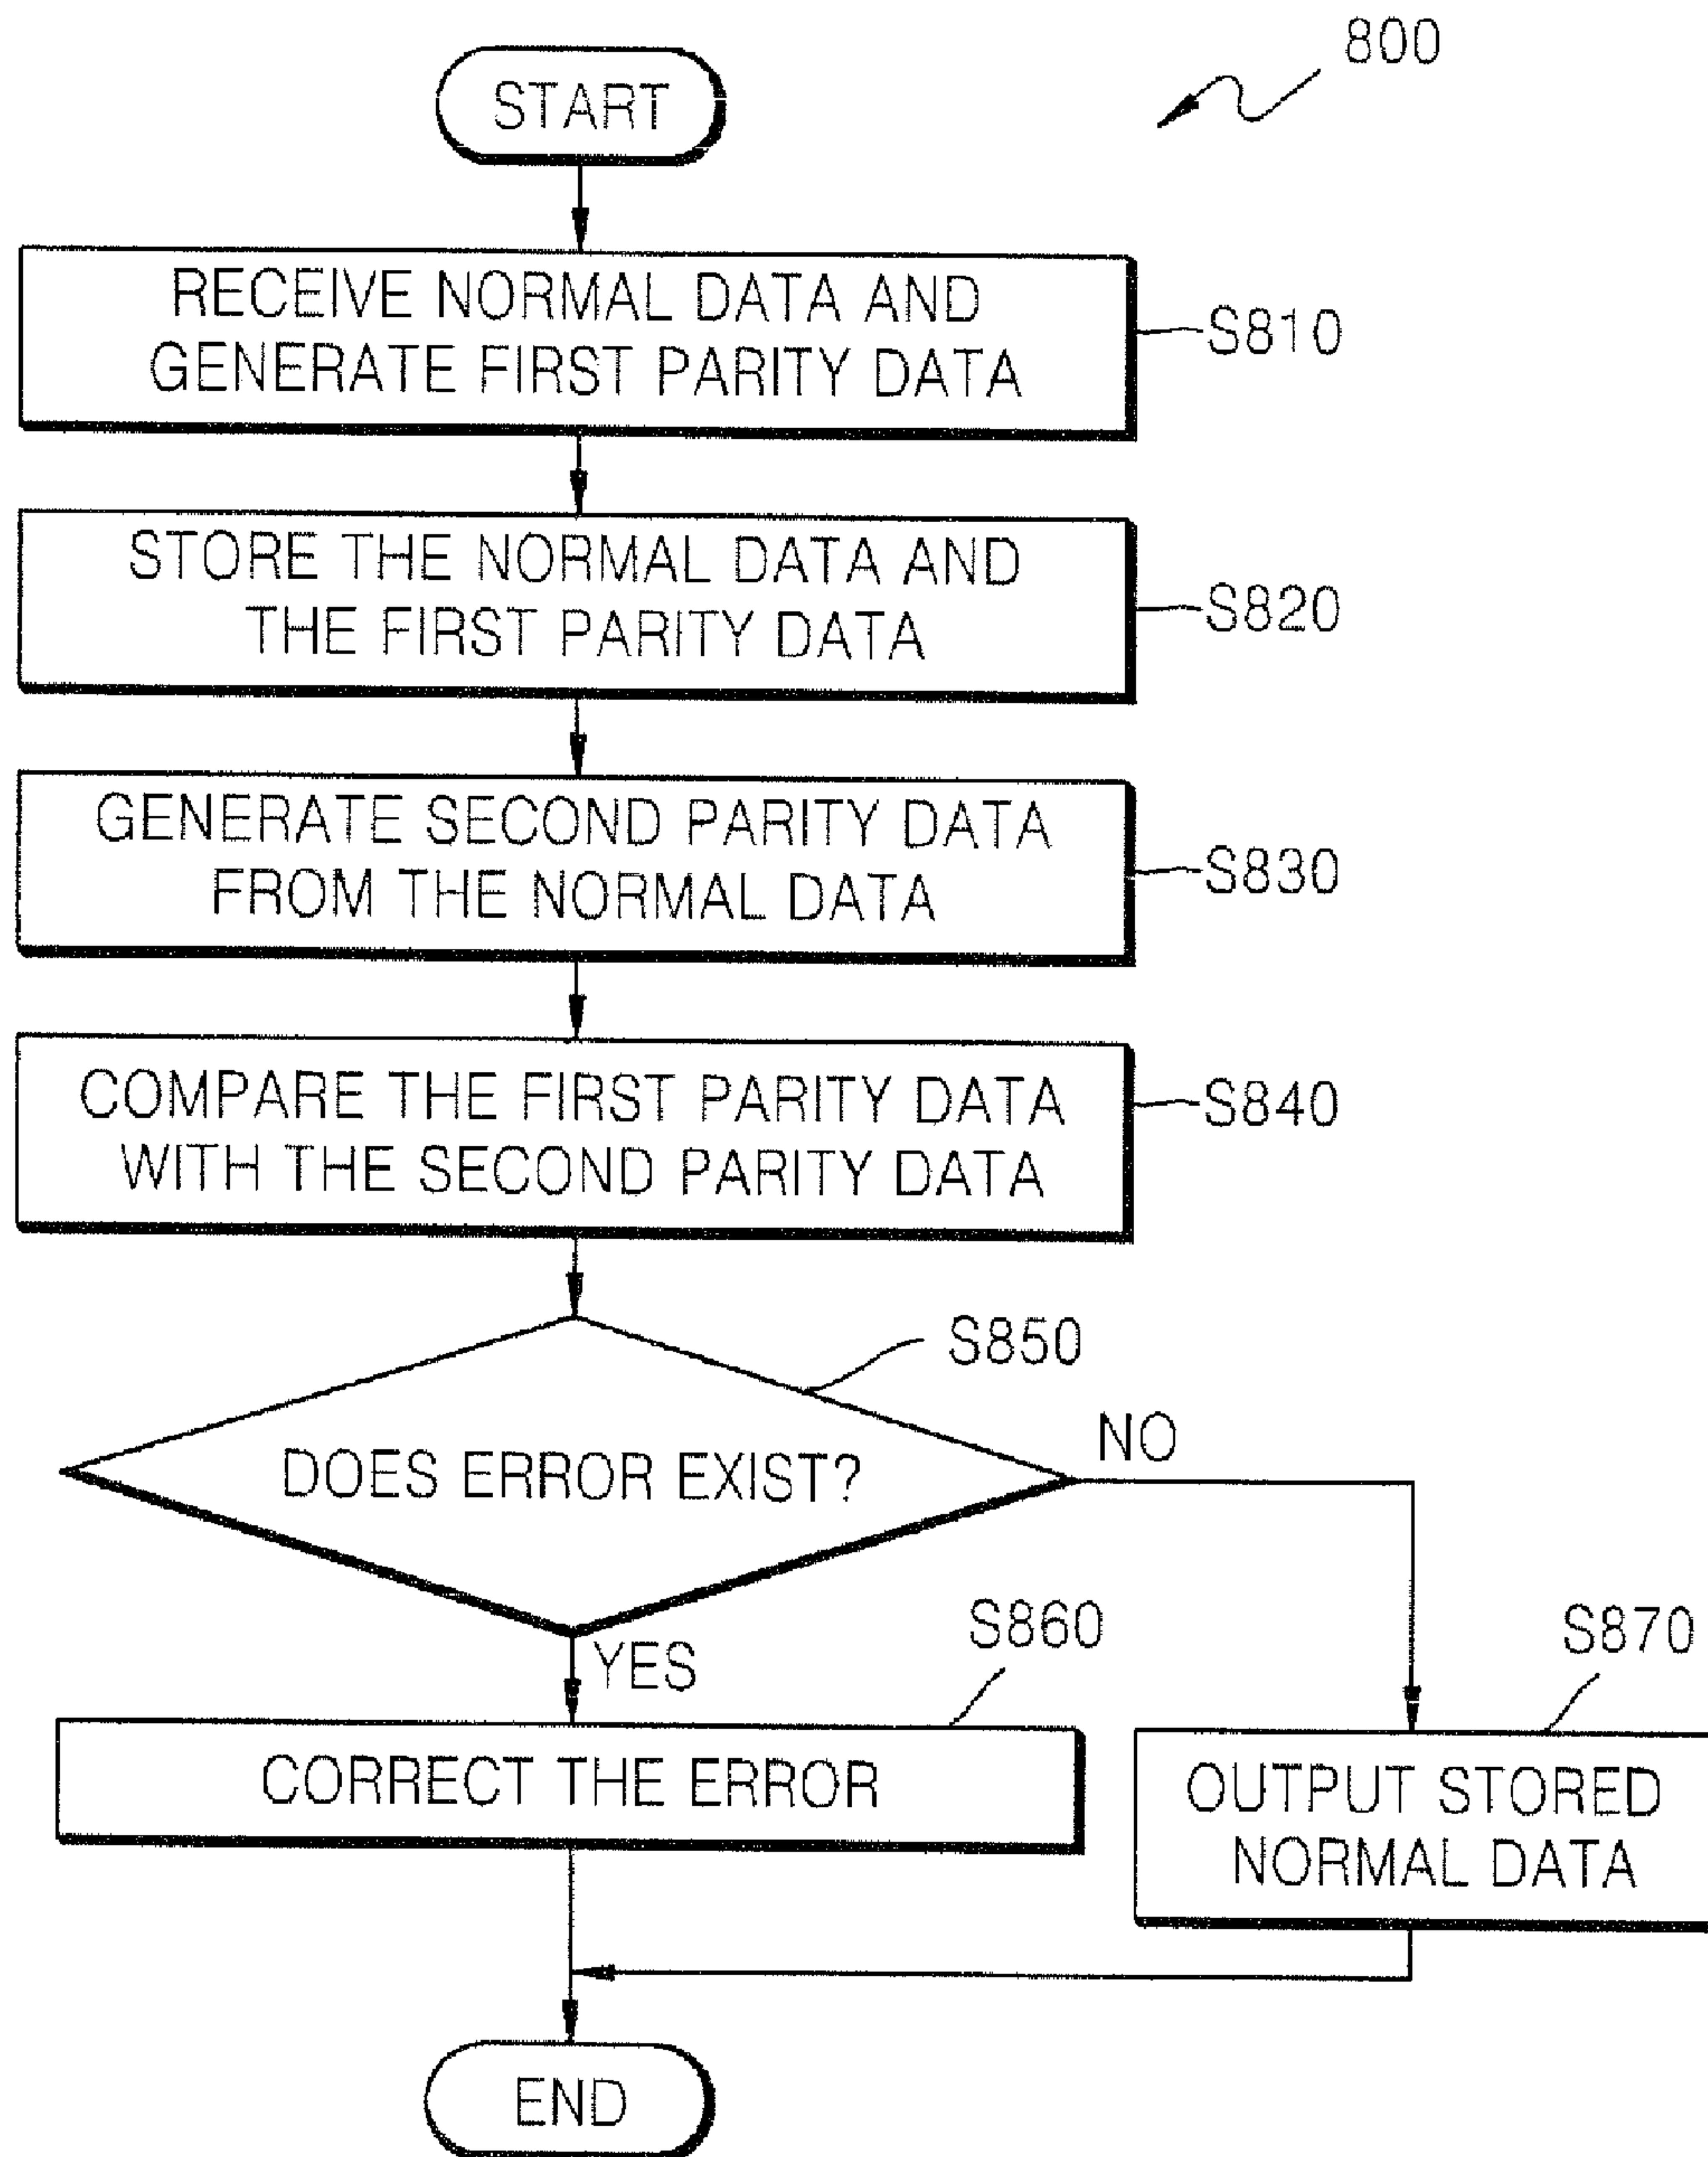 800
START
RECEIVE NORMAL DATA AND
GENERATE FIRST PARITY DATA
S810
STORE THE NORMAL DATA AND
THE FIRST PARITY DATA
S820
GENERATE SECOND PARITY DATA
FROM THE NORMAL DATA
S830
COMPARE THE FIRST PARITY DATA
WITH THE SECOND PARITY DATA
S840
S850
DOES ERROR EXIST?
NO
YES
S860
CORRECT THE ERROR
S870
OUTPUT STORED
NORMAL DATA
END